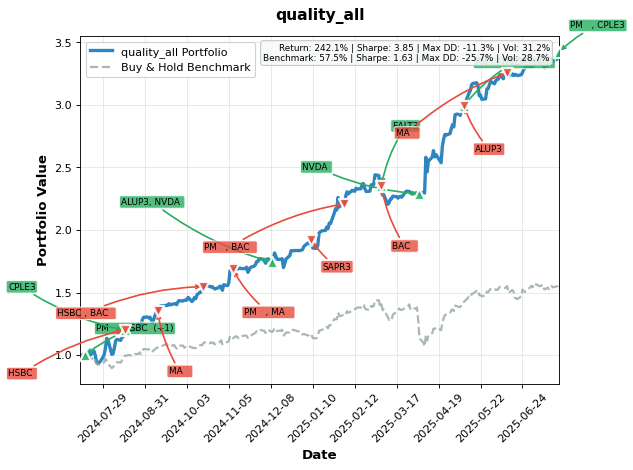 quality_all
PM , CPLE3
quality_all Portfolio
Buy & Hold Benchmark
Return: 242.1% | Sharpe: 3.85 | Max DD: -11.3% | Vol: 31.2%
Benchmark: 57.5% | Sharpe: 1.63 | Max DD: -25.7% | Vol: 28.7%
3.5
3.0
2.5
2.0
1.5
1.0
Portfolio Value
MA
ALUP3
NVDA
ALUP3, NVDA
PM , BAC
BAC
SAPR3
CPLE3
HSBC , BAC
PM , MA
PM
SBC (+1)
HSBC
MA
2024-07-29
2024-08-31
2024-10-03
2024-11-05
2024-12-08
2025-01-10
2025-02-12
2025-03-17
2025-04-19
2025-05-22
2025-06-24
Date